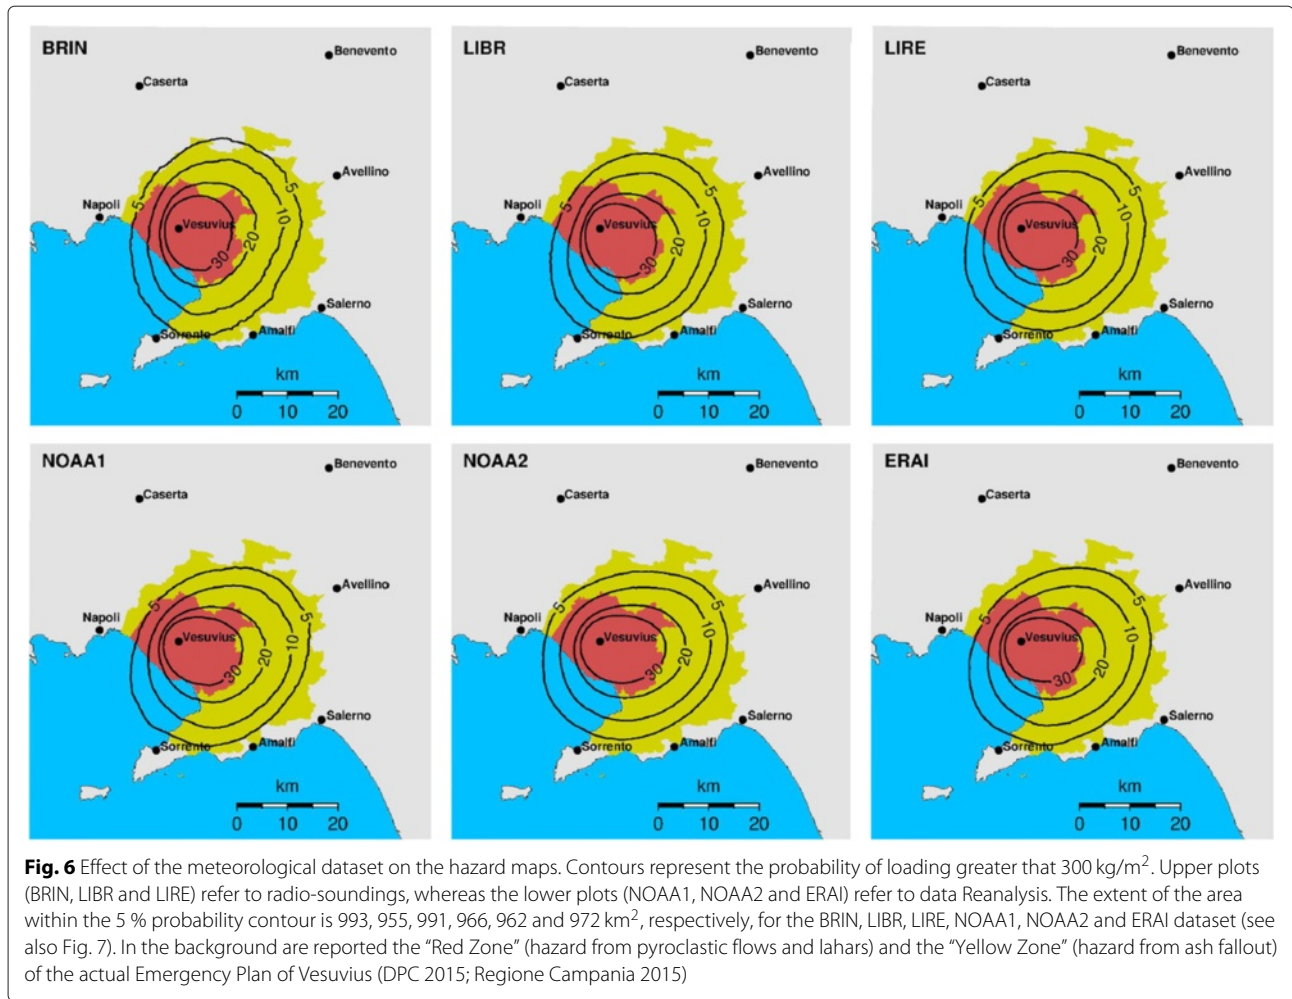 BRIN
Benevento
Caserta
Avellino
Napoli
Vesuvius
5
5
10
20
30
Salerno
Sorrento
Amalfi
km
0 10 20
LIBR
Benevento
Caserta
Avellino
Napoli
Vesuvius
5
5
10
20
30
Salerno
Sorrento
Amalfi
km
0 10 20
LIRE
Benevento
Caserta
Avellino
Napoli
Vesuvius
5
5
10
20
30
Salerno
Sorrento
Amalfi
km
0 10 20
NOAA1
Benevento
Caserta
Avellino
Napoli
Vesuvius
5
5
10
20
30
Salerno
Sorrento
Amalfi
km
0 10 20
NOAA2
Benevento
Caserta
Avellino
Napoli
Vesuvius
5
5
10
20
30
Salerno
Sorrento
Amalfi
km
0 10 20
ERAI
Benevento
Caserta
Avellino
Napoli
Vesuvius
5
5
10
20
30
Salerno
Sorrento
Amalfi
km
0 10 20
Fig. 6 Effect of the meteorological dataset on the hazard maps. Contours represent the probability of loading greater that 300 kg/m². Upper plots
(BRIN, LIBR and LIRE) refer to radio-soundings, whereas the lower plots (NOAA1, NOAA2 and ERAI) refer to data Reanalysis. The extent of the area
within the 5 % probability contour is 993, 955, 991, 966, 962 and 972 km², respectively, for the BRIN, LIBR, LIRE, NOAA1, NOAA2 and ERAI dataset (see
also Fig. 7). In the background are reported the “Red Zone” (hazard from pyroclastic flows and lahars) and the “Yellow Zone” (hazard from ash fallout)
of the actual Emergency Plan of Vesuvius (DPC 2015; Regione Campania 2015)